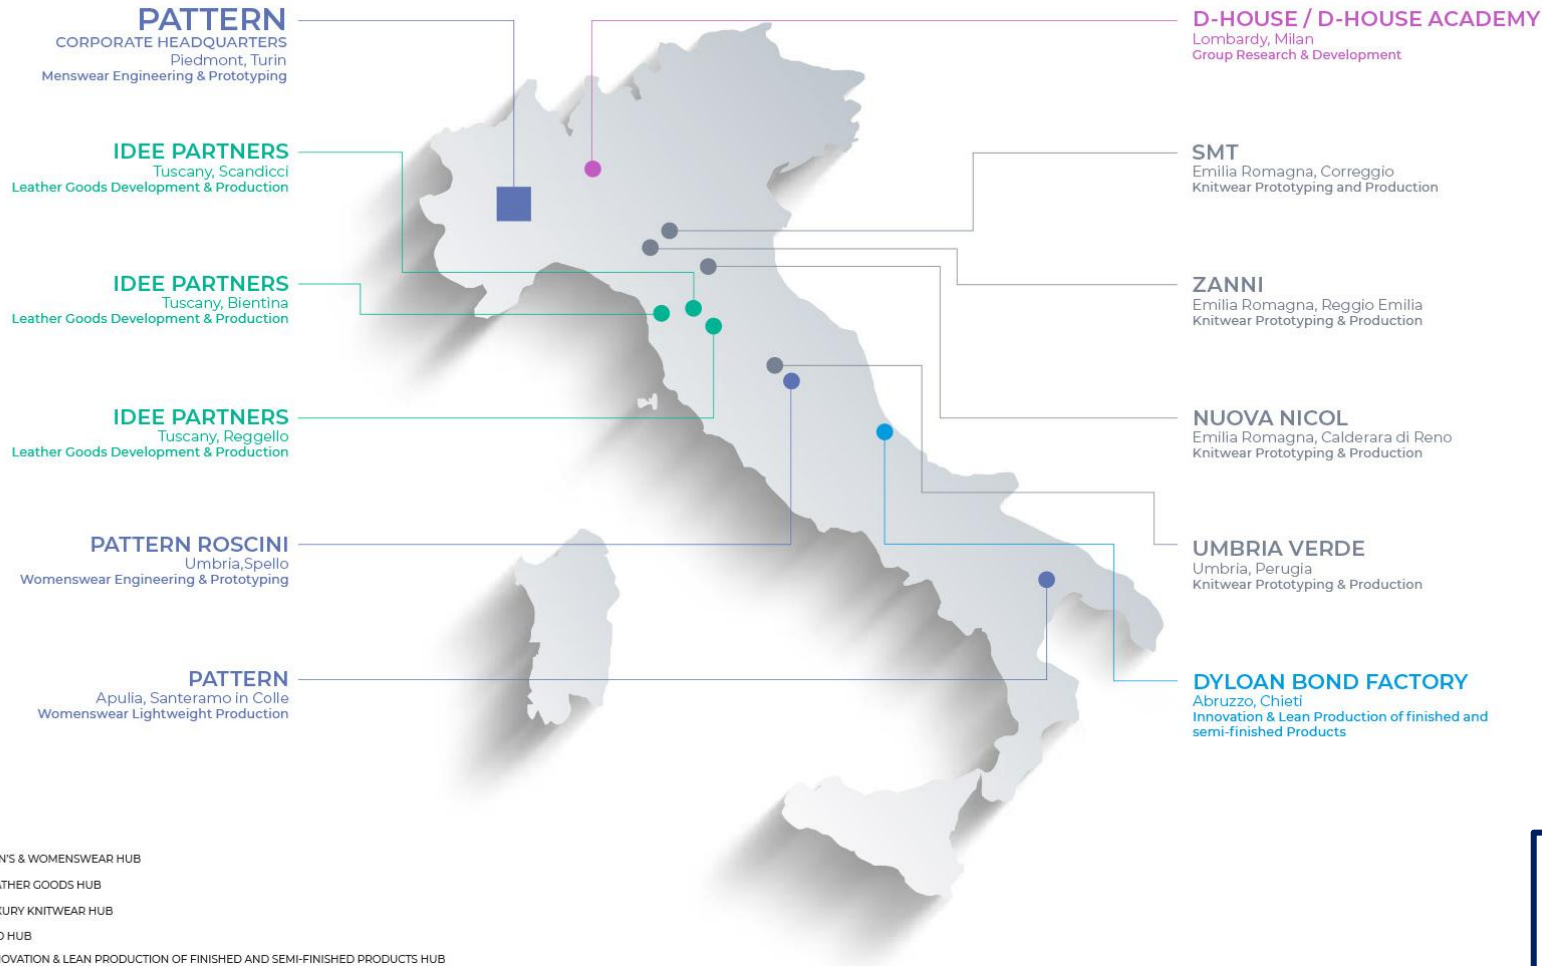 PATTERN
CORPORATE HEADQUARTERS
Piedmont, Turin
Menswear Engineering & Prototyping
IDEE PARTNERS
Tuscany, Scandicci
Leather Goods Development & Production
IDEE PARTNERS
Tuscany, Bientina
Leather Goods Development & Production
IDEE PARTNERS
Tuscany, Reggello
Leather Goods Development & Production
PATTERN ROSCINI
Umbria,Spello
Womenswear Engineering & Prototyping
PATTERN
Apulia, Santeramo in Colle
Womenswear Lightweight Production
D-HOUSE / D-HOUSE ACADEMY
Lombardy, Milan
Group Research & Development
SMT
Emilia Romagna, Correggio
Knitwear Prototyping and Production
ZANNI
Emilia Romagna, Reggio Emilia
Knitwear Prototyping & Production
NUOVA NICOL
Emilia Romagna, Calderara di Reno
Knitwear Prototyping & Production
UMBRIA VERDE
Umbria, Perugia
Knitwear Prototyping & Production
DYLOAN BOND FACTORY
Abruzzo, Chieti
Innovation & Lean Production of finished and
semi-finished Products
N'S & WOMENSWEAR HUB
ATHER GOODS HUB
XURY KNITWEAR HUB
D HUB
NOVATION & LEAN PRODUCTION OF FINISHED AND SEMI-FINISHED PRODUCTS HUB